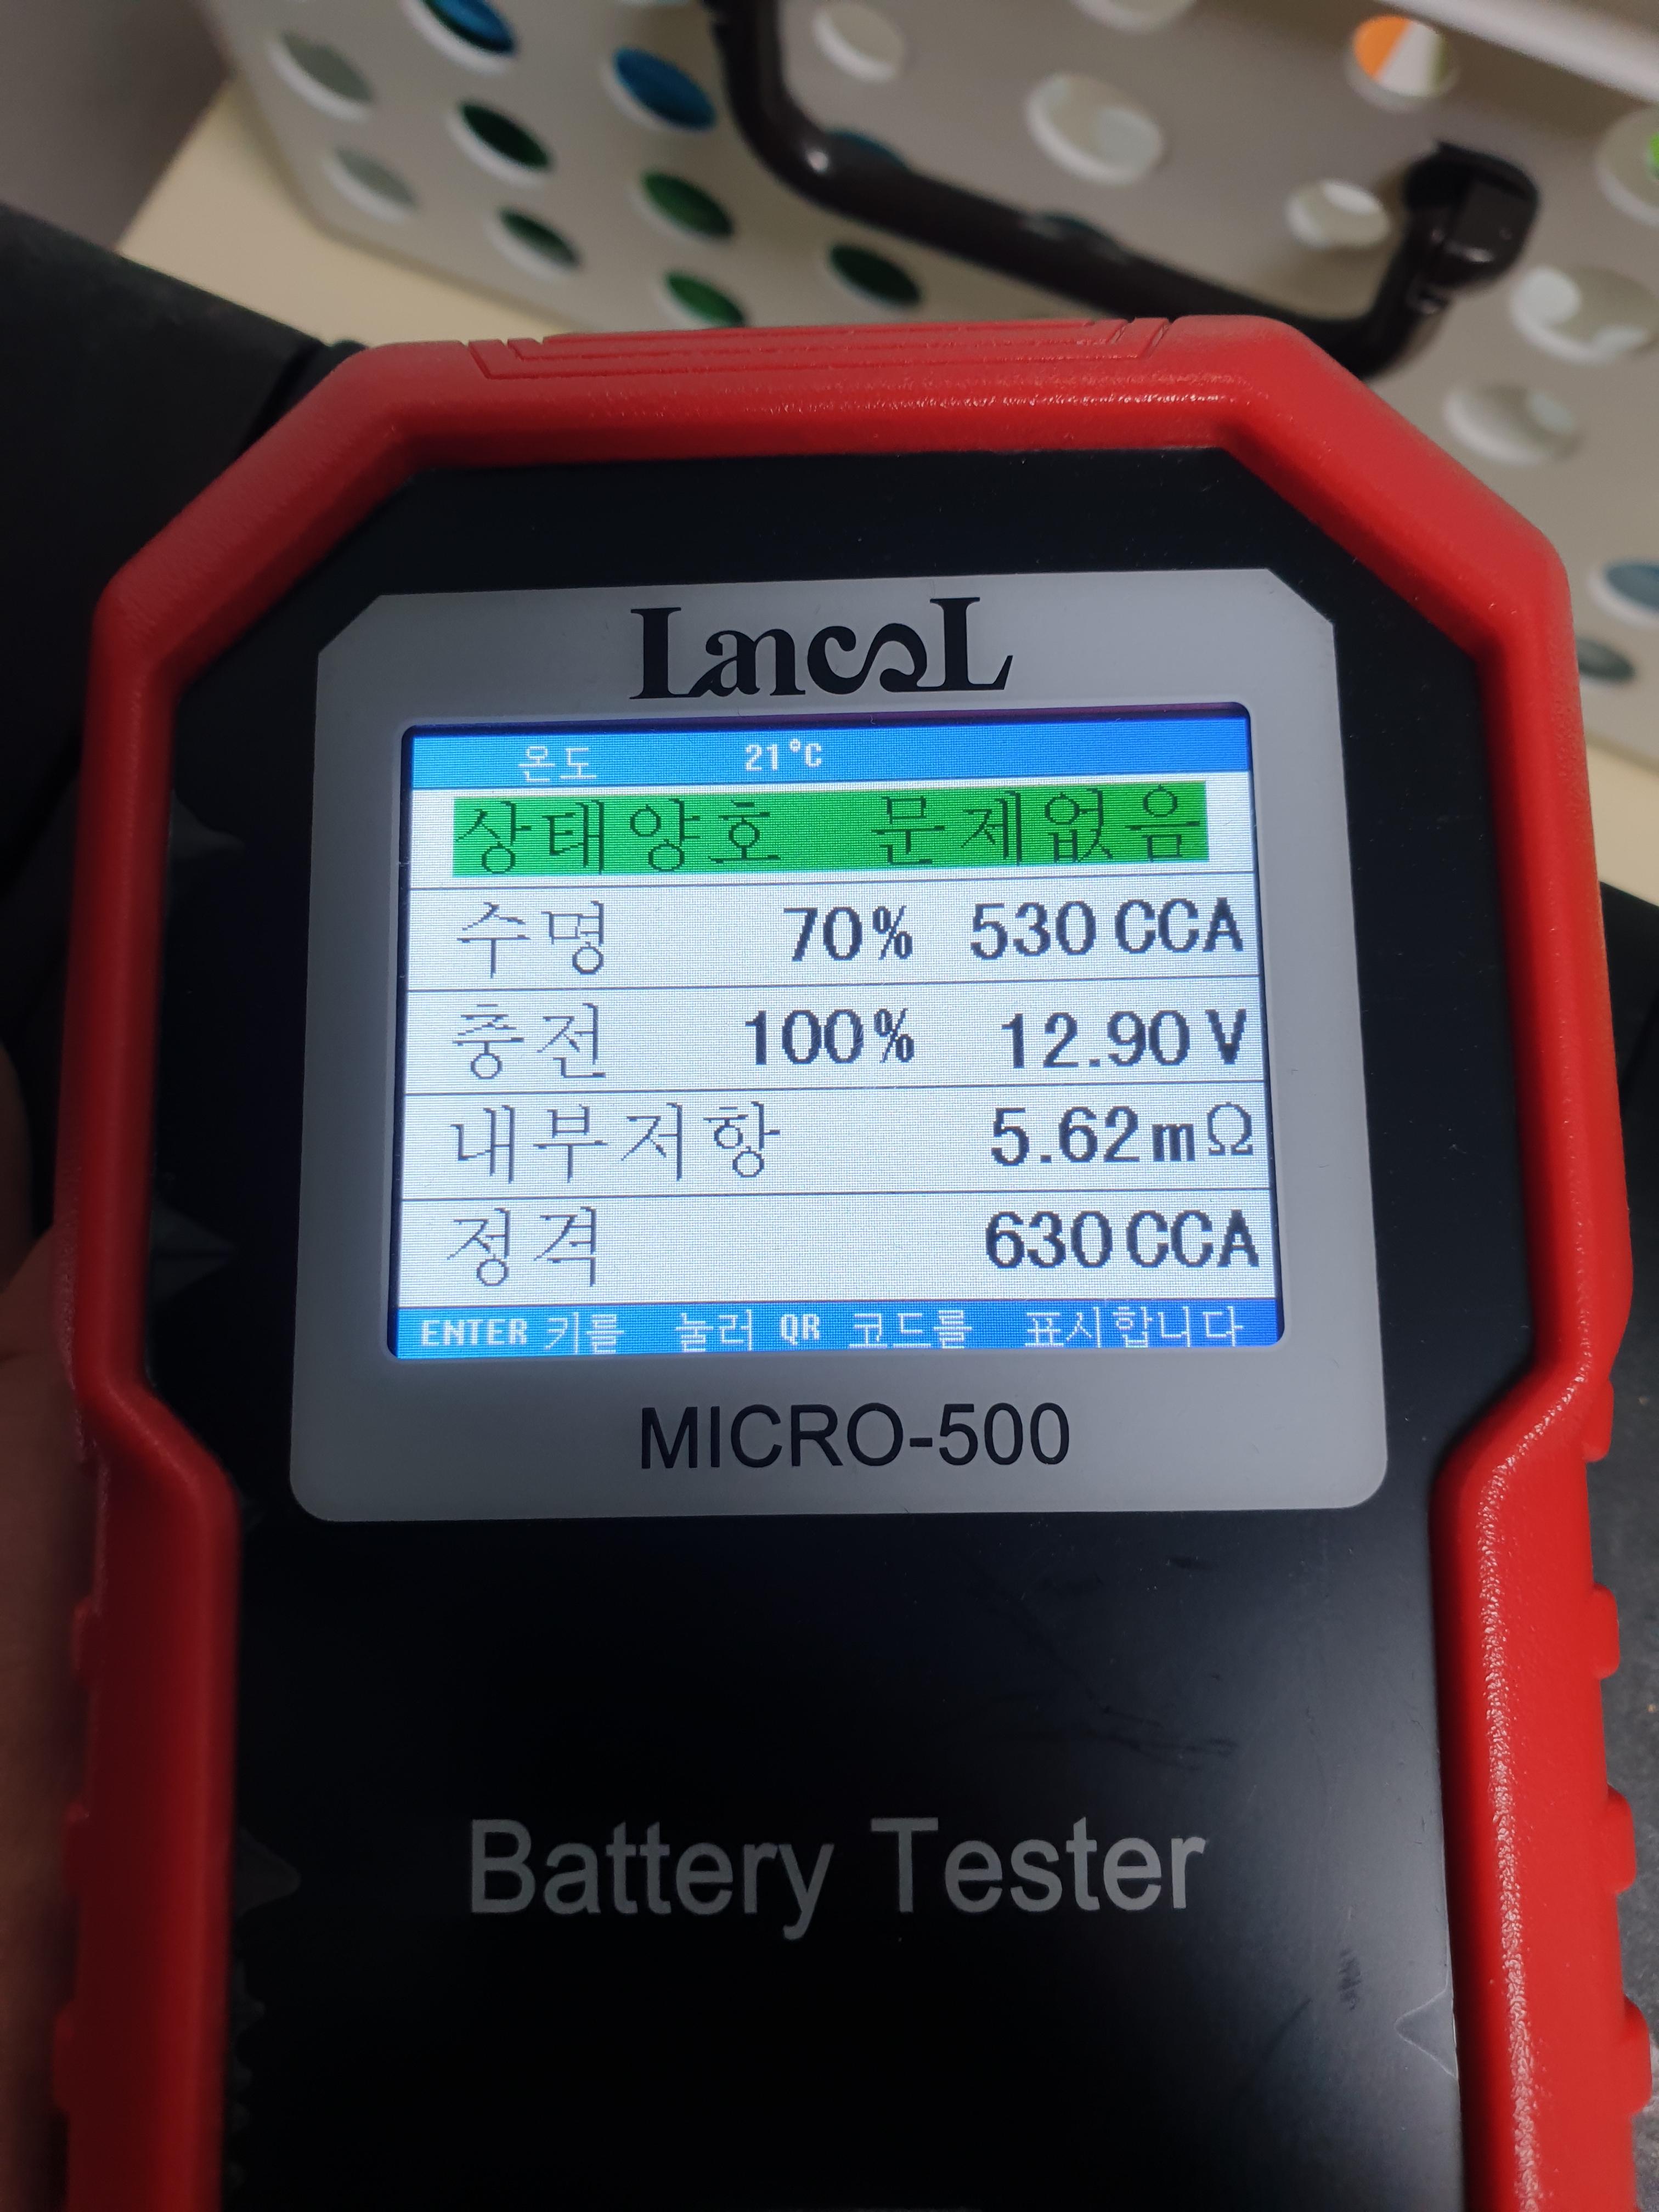 Lancol
온도 21°C
상태양호 문제없음
수명 70% 530 CCA
충전 100% 12.90 V
내부저항 5.62mΩ
정격 630 CCA
ENTER 키를 눌러 QR 코드를 표시합니다
MICRO-500
Battery Tester